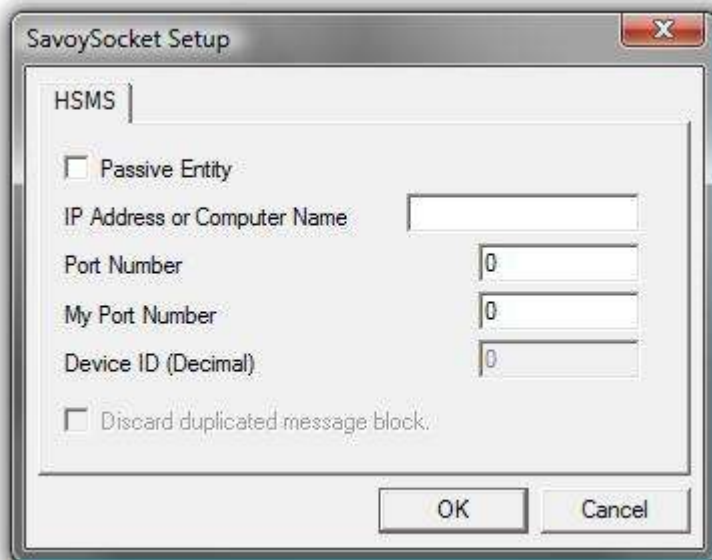 SavoySocket Setup
HSMS
Passive Entity
IP Address or Computer Name
Port Number 0
My Port Number 0
Device ID (Decimal) 0
Discard duplicated message block.
OK Cancel